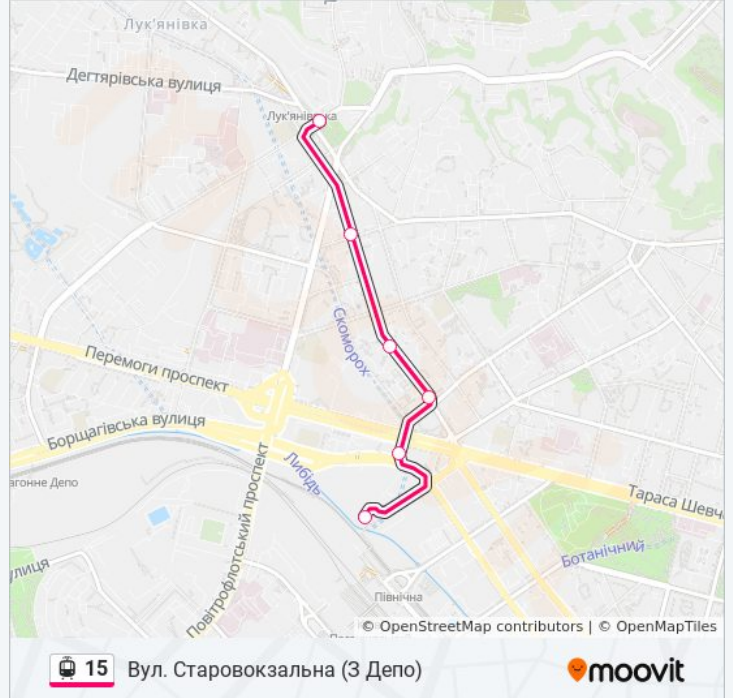 Лук'янівка
Дегтярівська вулиця
Лук'янівка
Скоморох
Перемоги проспект
Борщагівська вулиця
Либідь
агонне Депо
Тараса Шевч
Повітрофлотський проспект
Ботанічний
улиця
Північна
© OpenStreetMap contributors | © OpenMapTiles
15 Вул. Старовокзальна (З Депо)
moovit